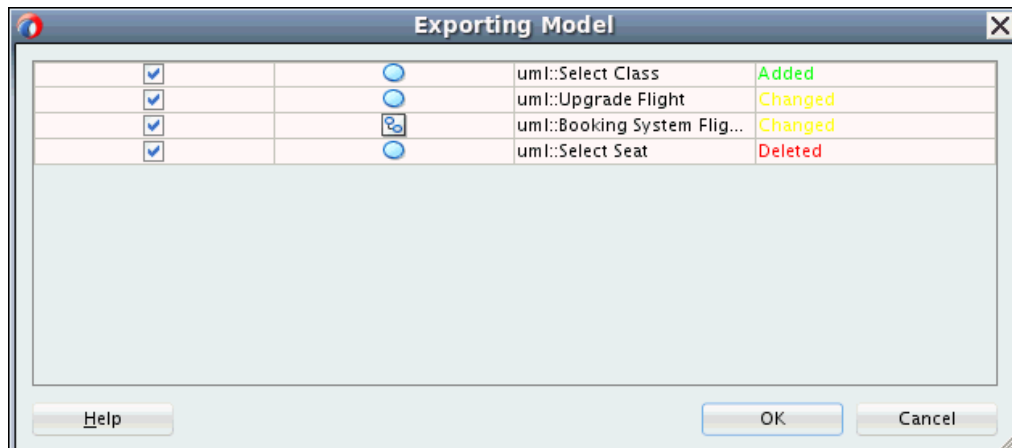 Exporting Model
uml::Select Class Added
uml::Upgrade Flight Changed
uml::Booking System Flig... Changed
uml::Select Seat Deleted
Help OK Cancel